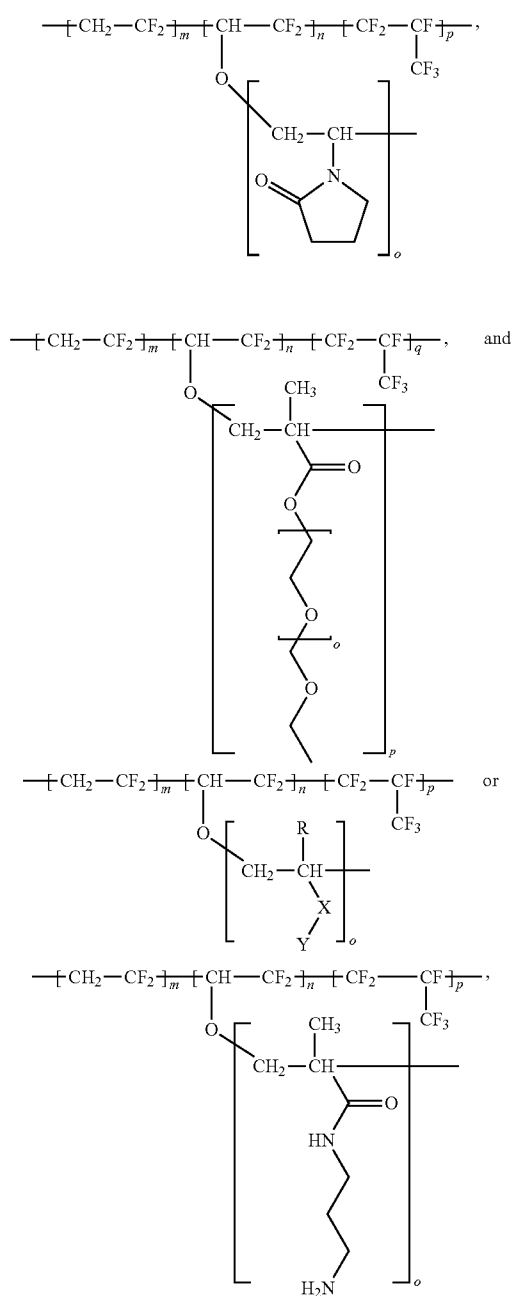 —[CH2—CF2]m[CH—CF2]n[CF2—CF]p—,
CF3
O
CH2—CH
O
N
o
—[CH2—CF2]m[CH—CF2]n[CF2—CF]q—, and
CF3
O
CH3
CH2—CH
O
O
O
o
O
p
—[CH2—CF2]m[CH—CF2]n[CF2—CF]p— or
O
CF3
R
CH2—CH
X
Y
o
—[CH2—CF2]m[CH—CF2]n[CF2—CF]p—,
O
CH3
CF3
CH2—CH
O
HN
H2N
o